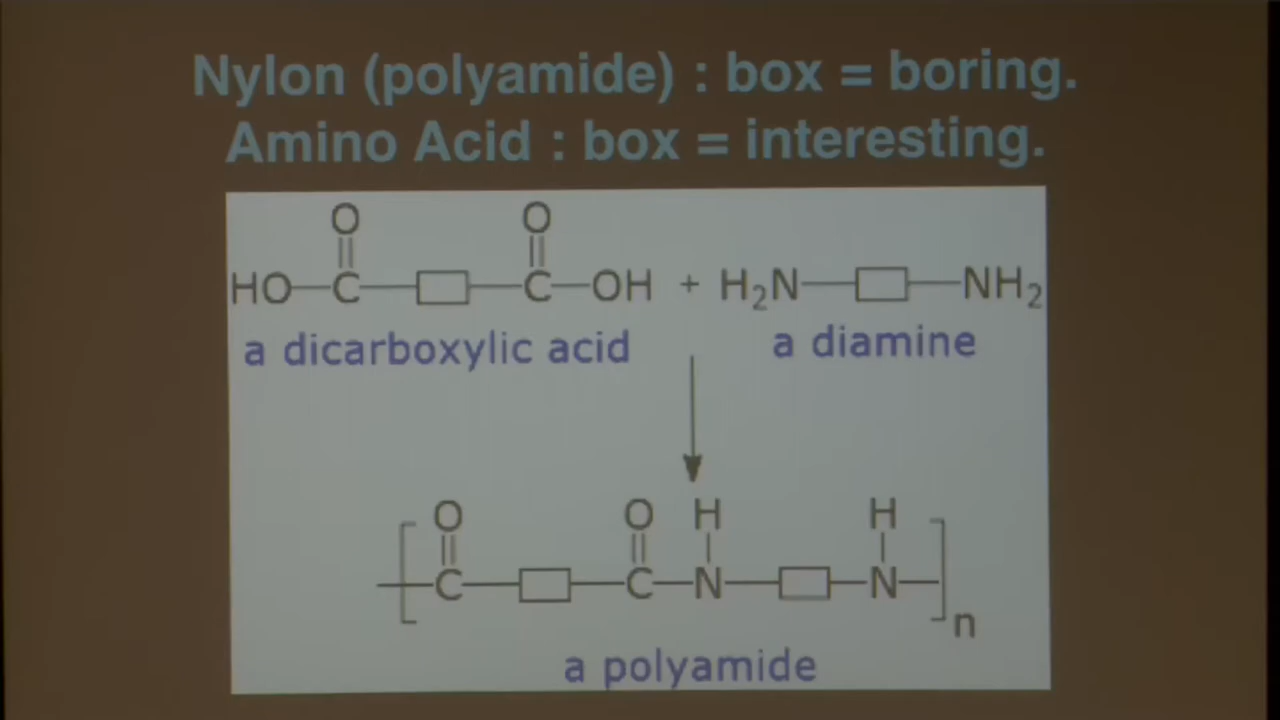 Nylon (polyamide) : box = boring.
Amino Acid : box = interesting.
O O
HO C C OH + H₂N NH₂
a dicarboxylic acid a diamine
O O H H
C C N N
n
a polyamide